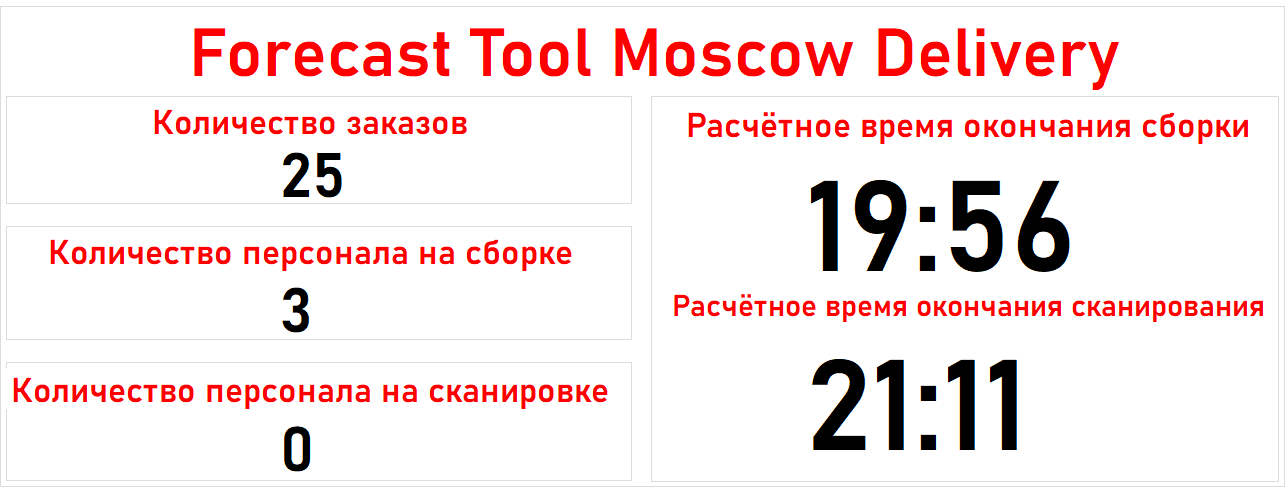 Forecast Tool Moscow Delivery
Количество заказов
25
Количество персонала на сборке
3
Количество персонала на сканировке
0
Расчётное время окончания сборки
19:56
Расчётное время окончания сканирования
21:11